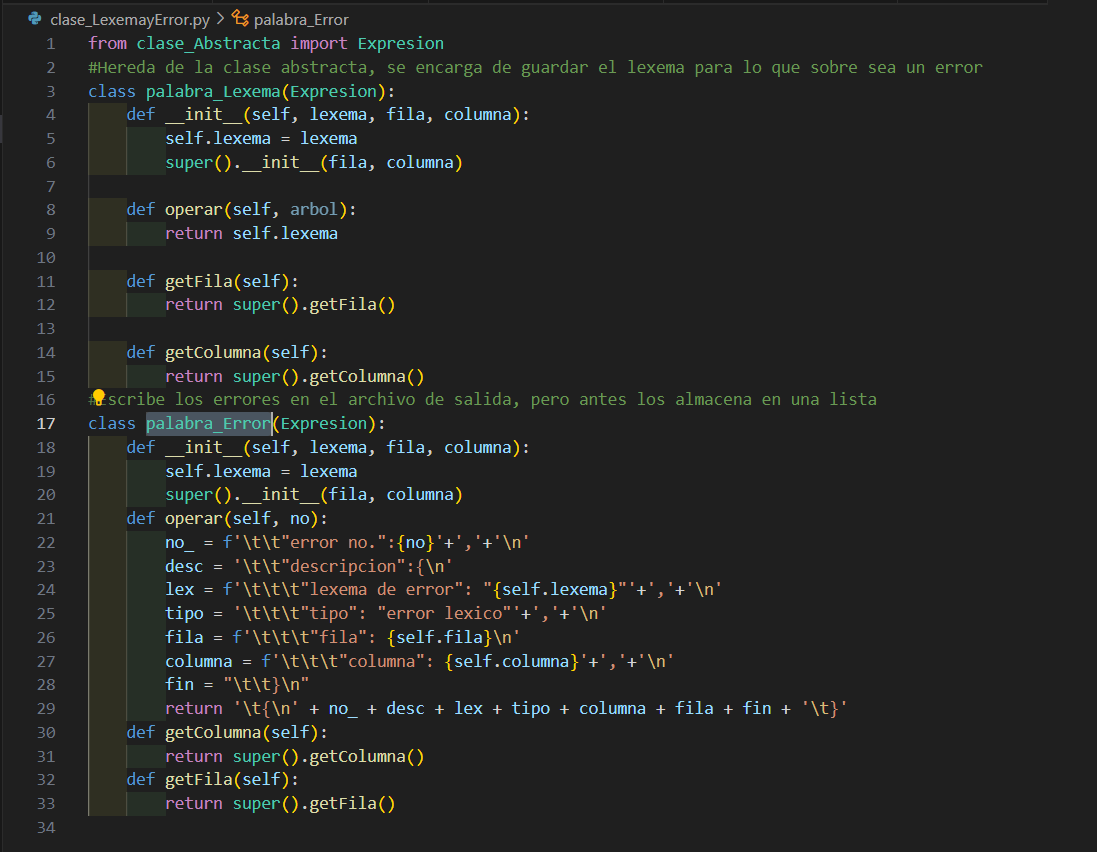 clase_LexemayError.py > palabra_Error
1 from clase_Abstracta import Expresion
2 #Hereda de la clase abstracta, se encarga de guardar el lexema para lo que sobre sea un error
3 class palabra_Lexema(Expresion):
4     def __init__(self, lexema, fila, columna):
5         self.lexema = lexema
6         super().__init__(fila, columna)
7
8     def operar(self, arbol):
9         return self.lexema
10
11     def getFila(self):
12         return super().getFila()
13
14     def getColumna(self):
15         return super().getColumna()
16 #Escribe los errores en el archivo de salida, pero antes los almacena en una lista
17 class palabra_Error(Expresion):
18     def __init__(self, lexema, fila, columna):
19         self.lexema = lexema
20         super().__init__(fila, columna)
21     def operar(self, no):
22         no_ = f'\t\t"error no.":{no}'+','+'\n'
23         desc = '\t\t"descripcion":{\n'
24         lex = f'\t\t\t"lexema de error": "{self.lexema}"'+','+'\n'
25         tipo = '\t\t\t"tipo": "error lexico"'+','+'\n'
26         fila = f'\t\t\t"fila": {self.fila}\n'
27         columna = f'\t\t\t"columna": {self.columna}'+','+'\n'
28         fin = "\t\t}\n"
29         return '\t{\n' + no_ + desc + lex + tipo + columna + fila + fin + '\t}'
30     def getColumna(self):
31         return super().getColumna()
32     def getFila(self):
33         return super().getFila()
34